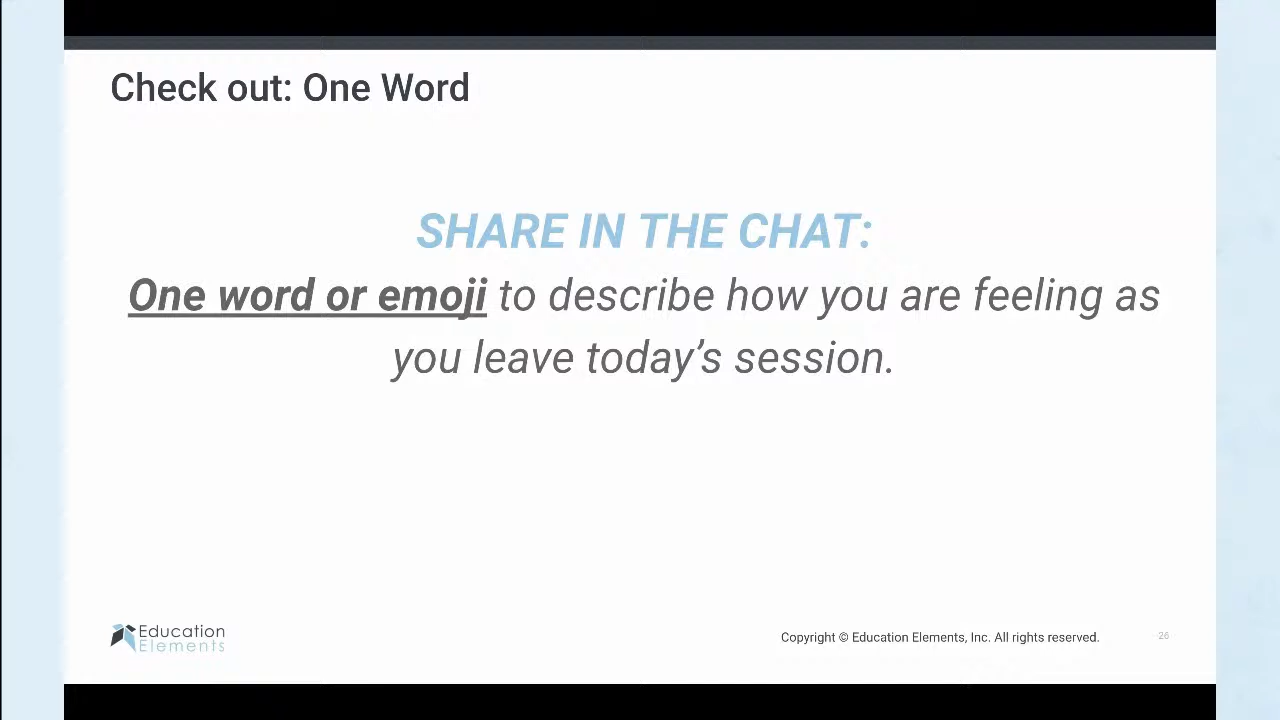 Check out: One Word
SHARE IN THE CHAT:
One word or emoji to describe how you are feeling as
you leave today’s session.
Education
Elements
Copyright © Education Elements, Inc. All rights reserved.
26